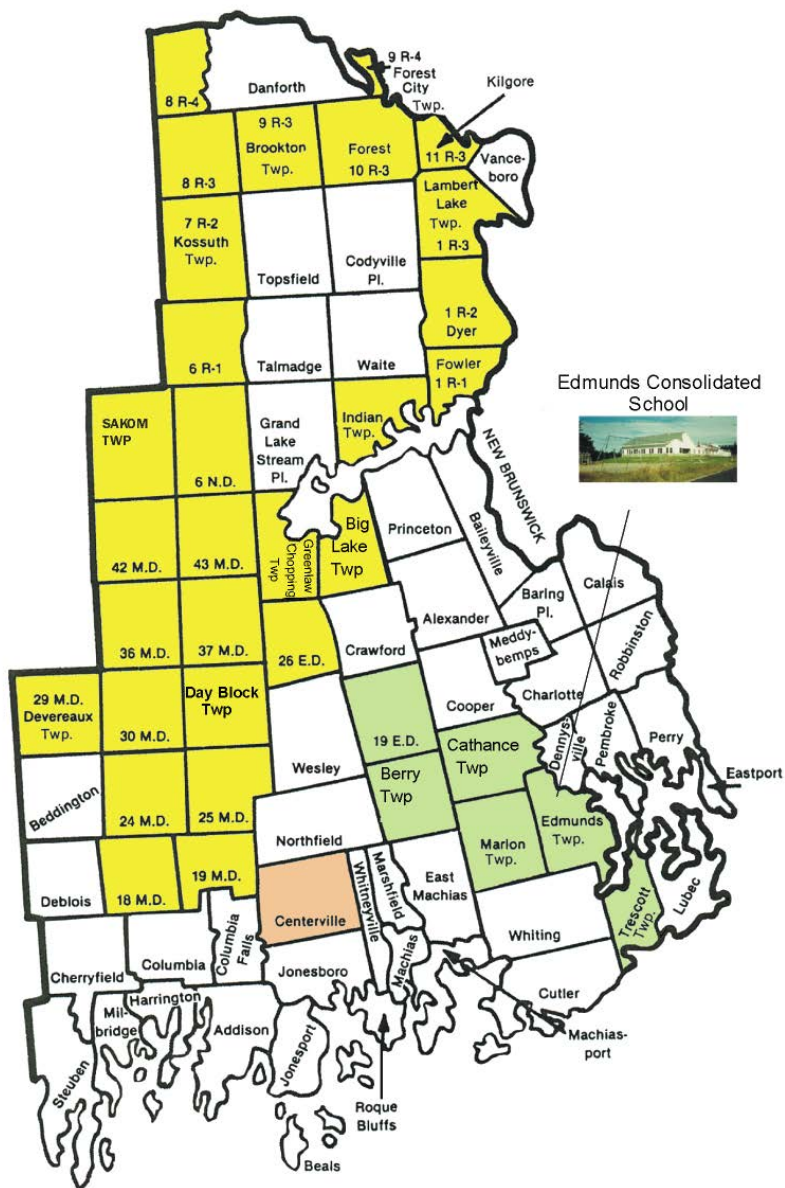 9 R-4
Forest
City
Twp.
Kilgore
Danforth
8 R-4
9 R-3
Brookton
Twp.
Forest
10 R-3
11 R-3
Vance-
boro
8 R-3
Lambert
Lake
Twp.
1 R-3
7 R-2
Kossuth
Twp.
Topsfield
Codyville
Pl.
1 R-2
Dyer
6 R-1
Talmadge
Waite
Fowler
1 R-1
Edmunds Consolidated
School
SAKOM
TWP
6 N.D.
Grand
Lake
Stream
Pl.
Indian
Twp.
NEW BRUNSWICK
42 M.D.
43 M.D.
Greenlaw
Chopping
Twp
Big
Lake
Twp
Princeton
Baileyville
36 M.D.
37 M.D.
26 E.D.
Crawford
Alexander
Baring
Pl.
Calais
Meddy-
bemps
Robbinston
29 M.D.
Devereaux
Twp.
30 M.D.
Day Block
Twp
Wesley
19 E.D.
Cooper
Charlotte
Dennys-
ville
Pembroke
Perry
Eastport
Cathance
Twp
Beddington
24 M.D.
25 M.D.
Berry
Twp
Northfield
Marion
Twp.
Edmunds
Twp.
Deblois
18 M.D.
19 M.D.
Centerville
Whitneyville
Marshfield
East
Machias
Trescott
Twp.
Lubec
Cherryfield
Columbia
Columbia
Falls
Jonesboro
Machias
Whiting
Cutler
Mil-
bridge
Harrington
Addison
Jonesport
Machias-
port
Steuben
Roque
Bluffs
Beals